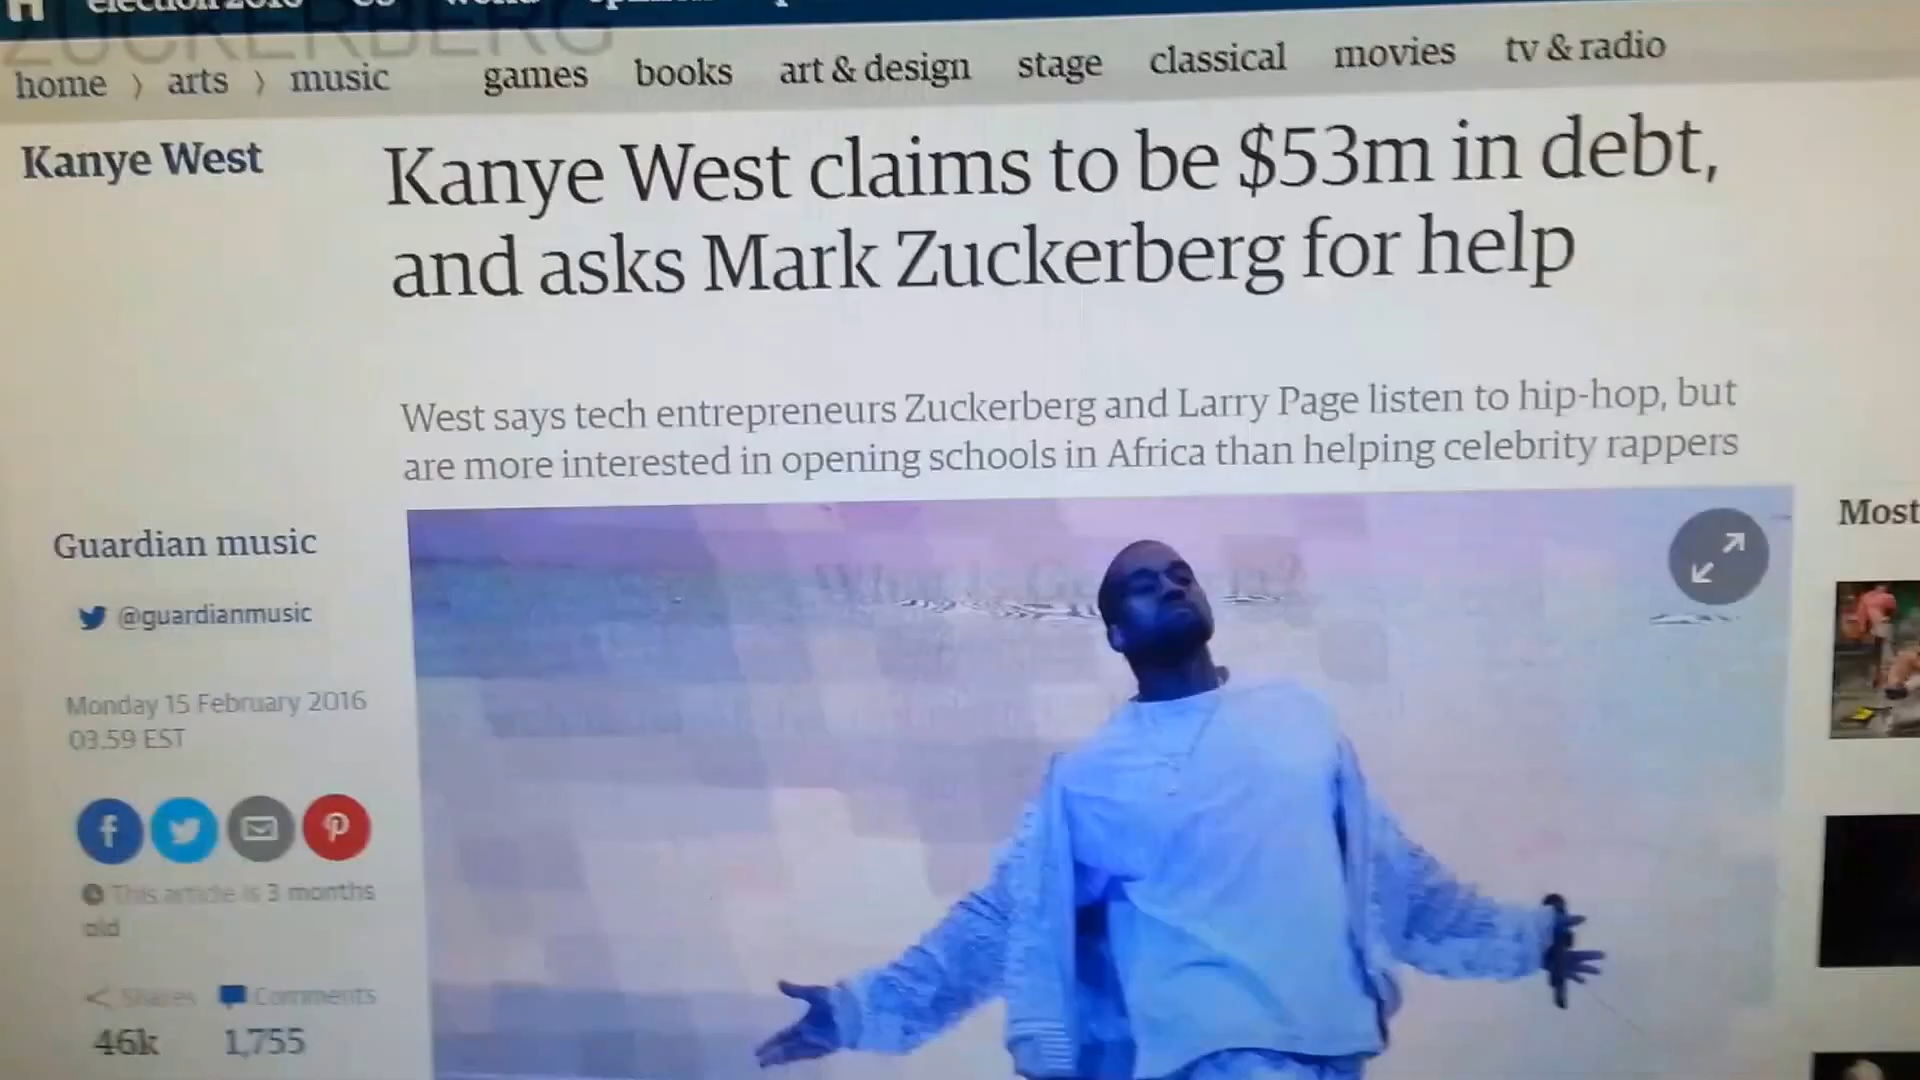 ZUCKERBERG
home › arts › music
games books art & design stage classical movies tv & radio
Kanye West
Kanye West claims to be $53m in debt,
and asks Mark Zuckerberg for help
West says tech entrepreneurs Zuckerberg and Larry Page listen to hip-hop, but
are more interested in opening schools in Africa than helping celebrity rappers
Guardian music
@guardianmusic
Monday 15 February 2016
03.59 EST
This article is 3 months
old
Shares Comments
46k 1,755
Most